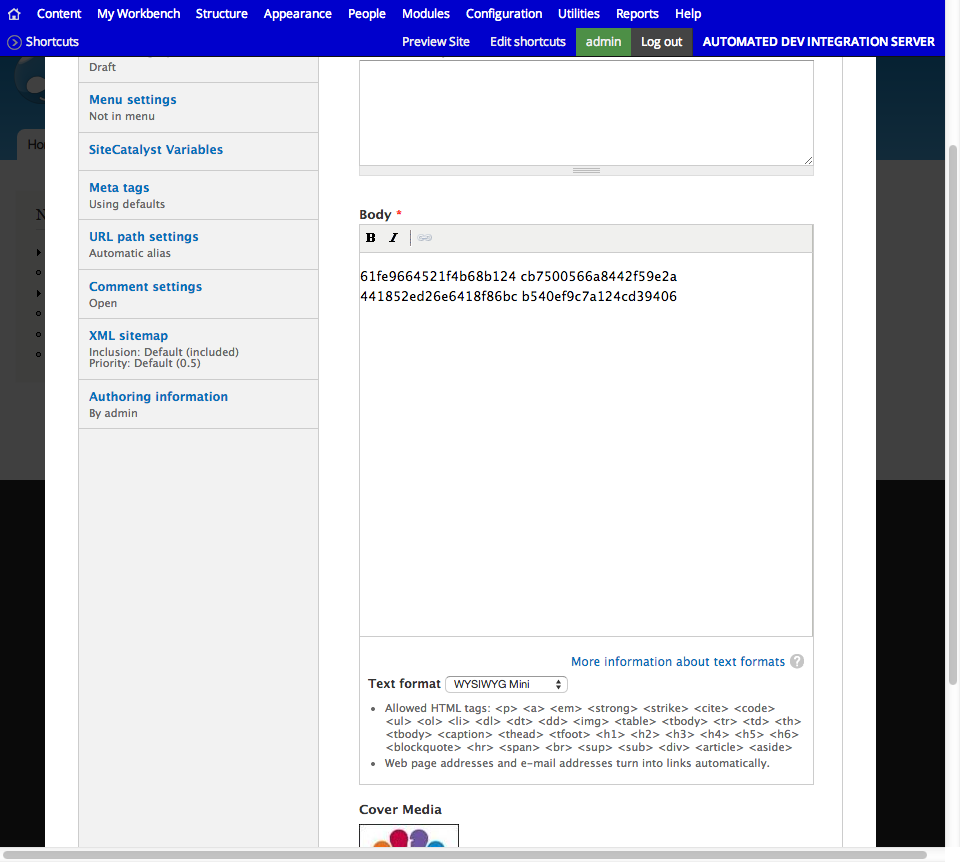 Content My Workbench Structure Appearance People Modules Configuration Utilities Reports Help
Shortcuts Preview Site Edit shortcuts admin Log out AUTOMATED DEV INTEGRATION SERVER
Draft
Menu settings
Not in menu
SiteCatalyst Variables
Meta tags
Using defaults
URL path settings
Automatic alias
Comment settings
Open
XML sitemap
Inclusion: Default (included)
Priority: Default (0.5)
Authoring information
By admin
Body *
B I
61fe9664521f4b68b124 cb7500566a8442f59e2a
441852ed26e6418f86bc b540ef9c7a124cd39406
More information about text formats ?
Text format WYSIWYG Mini
• Allowed HTML tags: <p> <a> <em> <strong> <strike> <cite> <code>
<ul> <ol> <li> <dl> <dt> <dd> <img> <table> <tbody> <tr> <td> <th>
<tbody> <caption> <thead> <tfoot> <h1> <h2> <h3> <h4> <h5> <h6>
<blockquote> <hr> <span> <br> <sup> <sub> <div> <article> <aside>
• Web page addresses and e-mail addresses turn into links automatically.
Cover Media